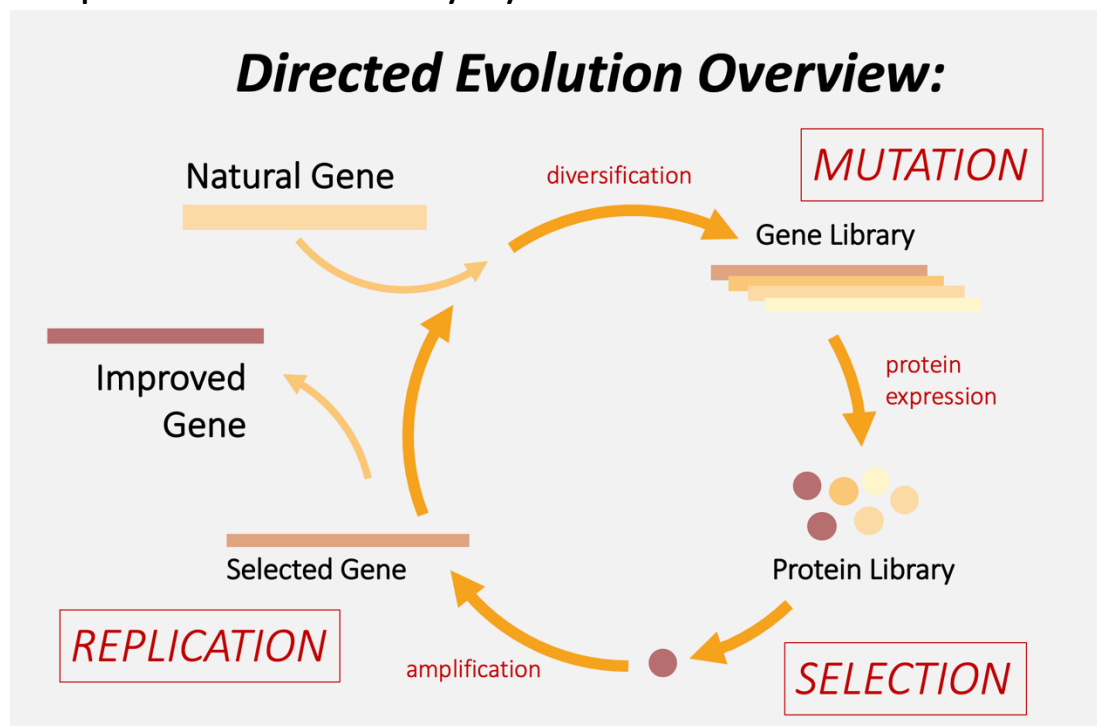 Directed Evolution Overview:
MUTATION
Natural Gene
diversification
Gene Library
protein
expression
Improved
Gene
Selected Gene
Protein Library
REPLICATION
amplification
SELECTION